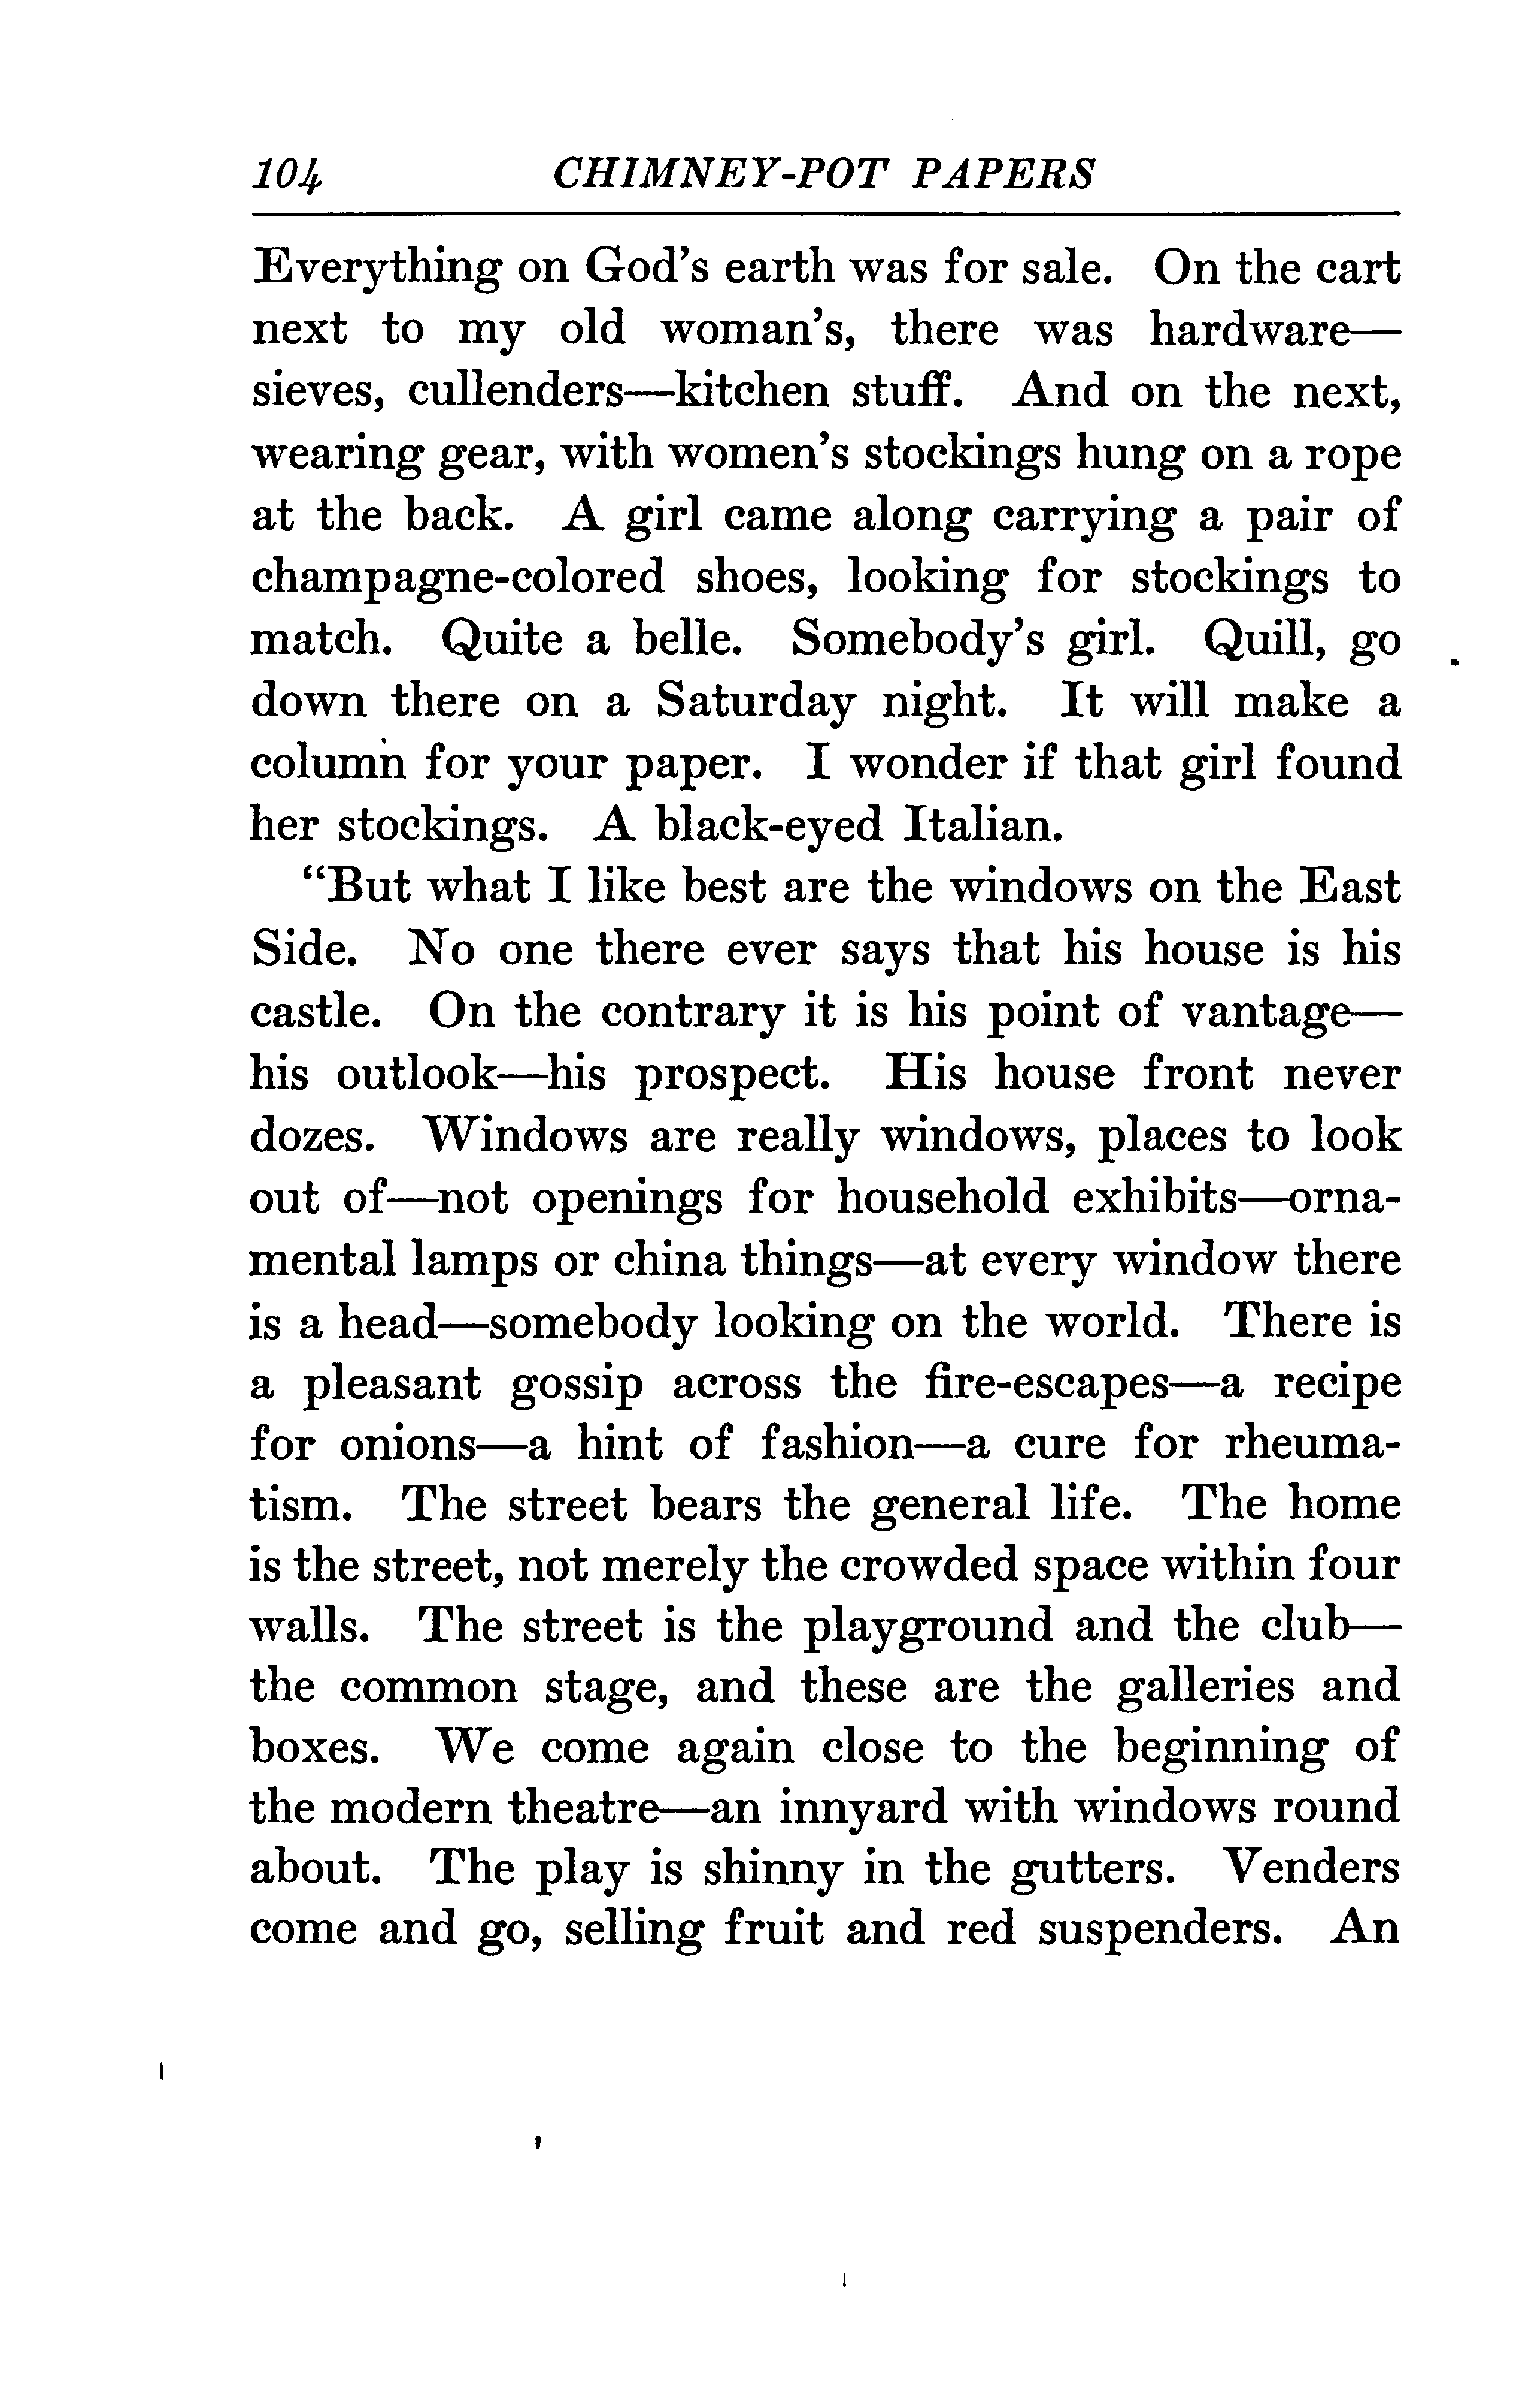 104 CHIMNEY-POT PAPERS
Everything on God's earth was for sale. On the cart
next to my old woman's, there was hardware—
sieves, cullenders—kitchen stuff. And on the next,
wearing gear, with women's stockings hung on a rope
at the back. A girl came along carrying a pair of
champagne-colored shoes, looking for stockings to
match. Quite a belle. Somebody's girl. Quill, go
down there on a Saturday night. It will make a
column for your paper. I wonder if that girl found
her stockings. A black-eyed Italian.
"But what I like best are the windows on the East
Side. No one there ever says that his house is his
castle. On the contrary it is his point of vantage—
his outlook—his prospect. His house front never
dozes. Windows are really windows, places to look
out of—not openings for household exhibits—orna-
mental lamps or china things—at every window there
is a head—somebody looking on the world. There is
a pleasant gossip across the fire-escapes—a recipe
for onions—a hint of fashion—a cure for rheuma-
tism. The street bears the general life. The home
is the street, not merely the crowded space within four
walls. The street is the playground and the club—
the common stage, and these are the galleries and
boxes. We come again close to the beginning of
the modern theatre—an innyard with windows round
about. The play is shinny in the gutters. Venders
come and go, selling fruit and red suspenders. An